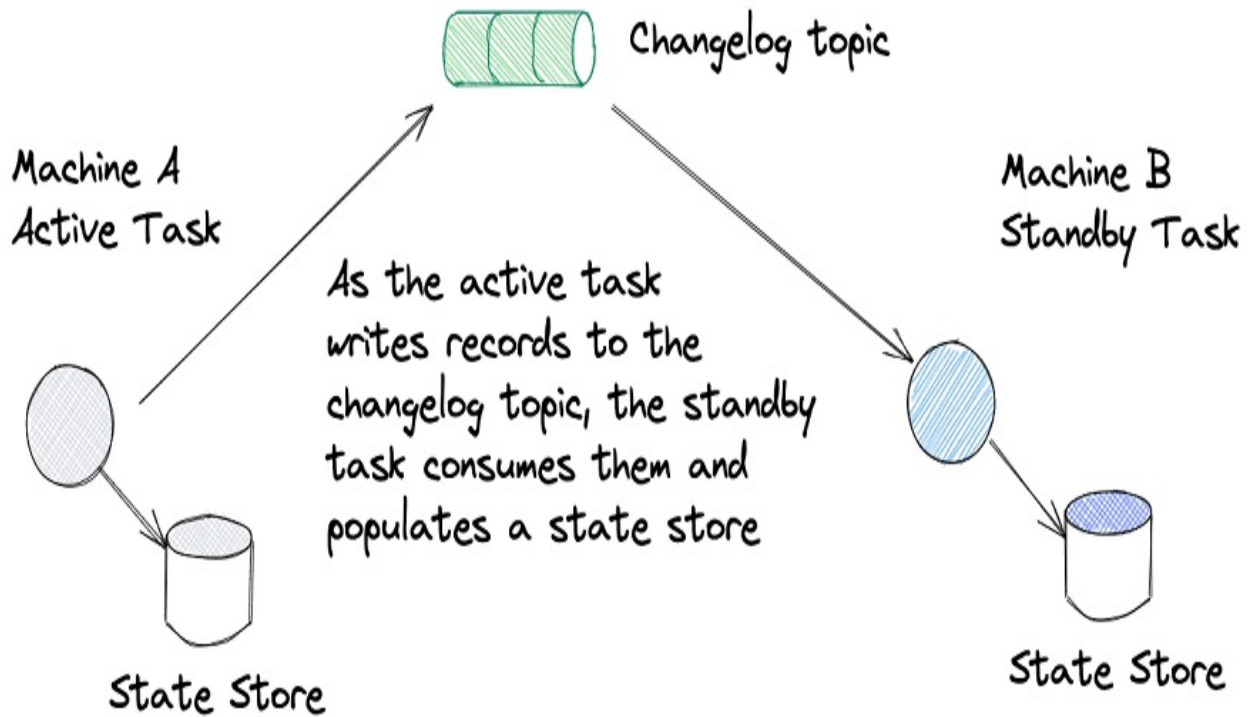 Changelog topic
Machine A
Active Task
Machine B
Standby Task
As the active task
writes records to the
changelog topic, the standby
task consumes them and
populates a state store
State Store
State Store